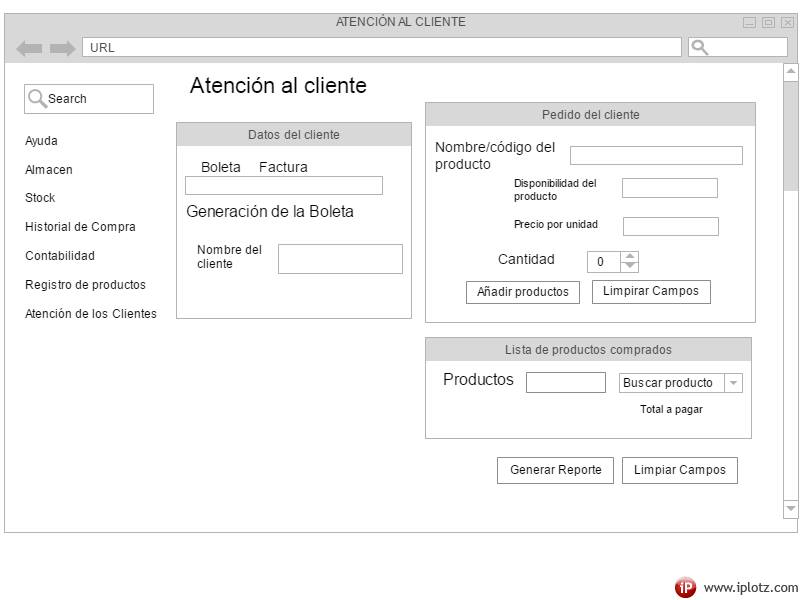 ATENCIÓN AL CLIENTE
URL
Search
Ayuda
Almacen
Stock
Historial de Compra
Contabilidad
Registro de productos
Atención de los Clientes
Atención al cliente
Datos del cliente
Boleta Factura
Generación de la Boleta
Nombre del
cliente
Pedido del cliente
Nombre/código del
producto
Disponibilidad del
producto
Precio por unidad
Cantidad 0
Añadir productos Limpirar Campos
Lista de productos comprados
Productos Buscar producto
Total a pagar
Generar Reporte Limpiar Campos
iP www.iplotz.com